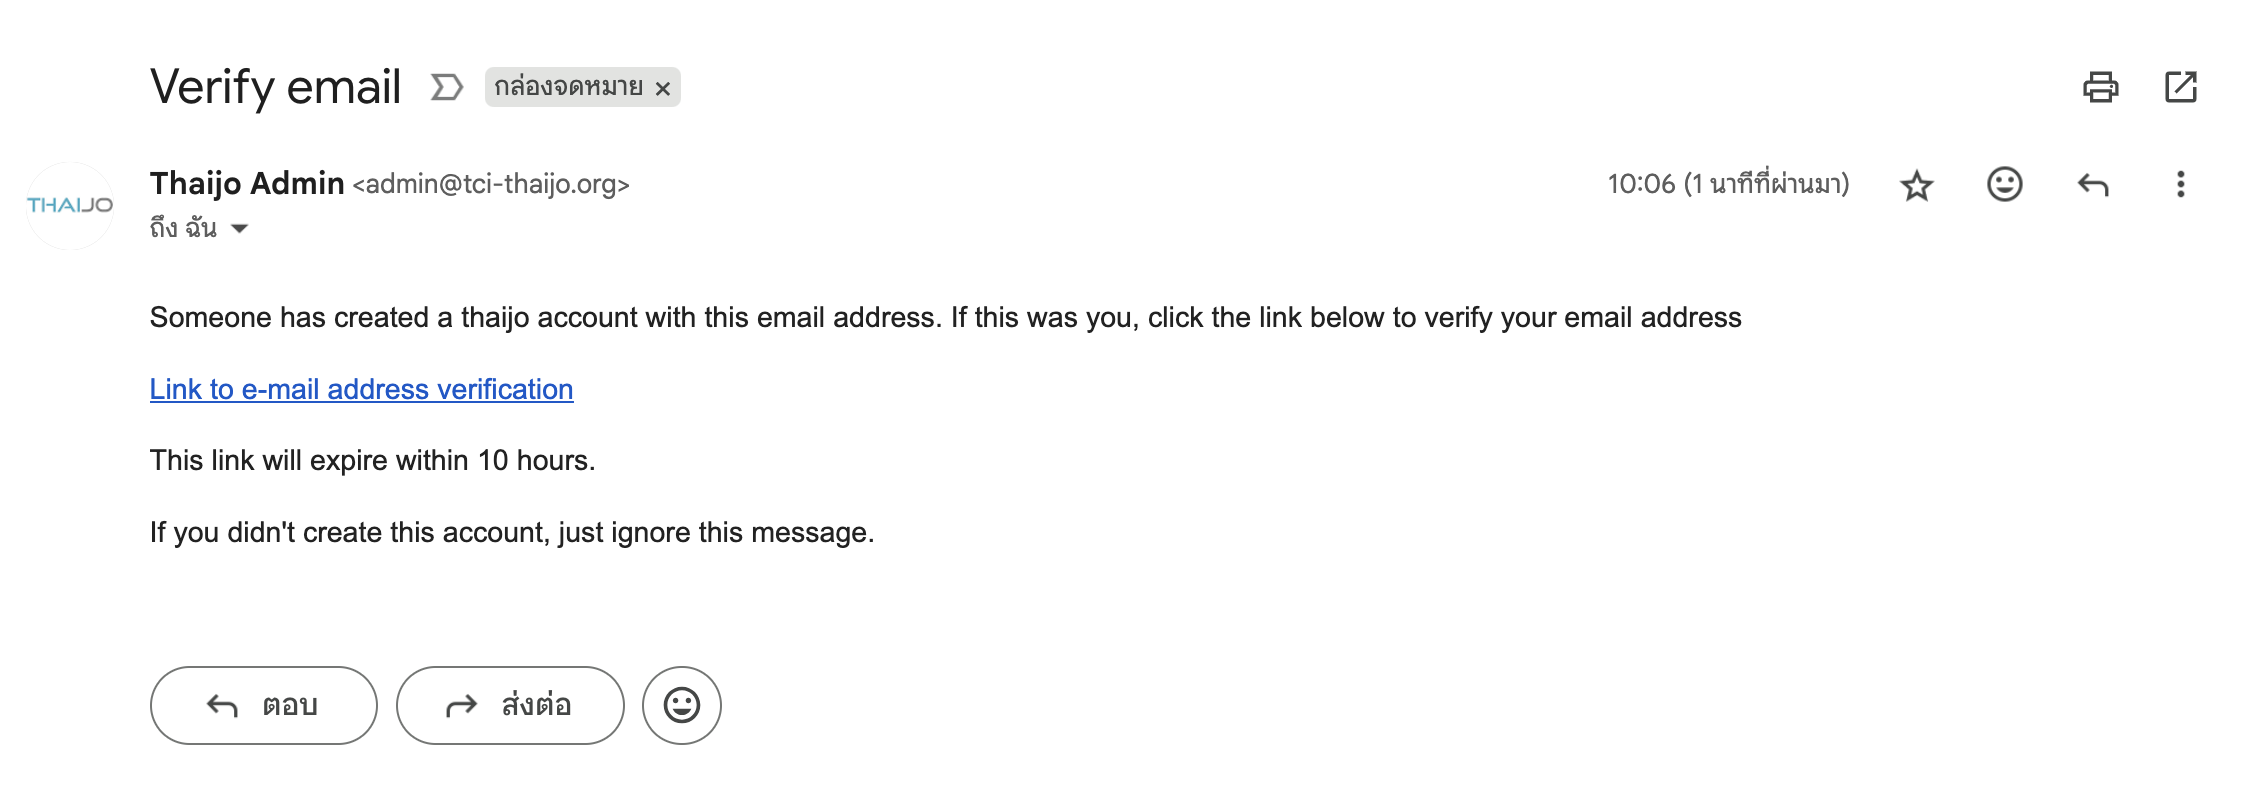 Verify email กล่องจดหมาย ×
THAIJO
Thaijo Admin <admin@tci-thaijo.org> 10:06 (1 นาทีที่ผ่านมา)
ถึง ฉัน
Someone has created a thaijo account with this email address. If this was you, click the link below to verify your email address
Link to e-mail address verification
This link will expire within 10 hours.
If you didn't create this account, just ignore this message.
ตอบ ส่งต่อ